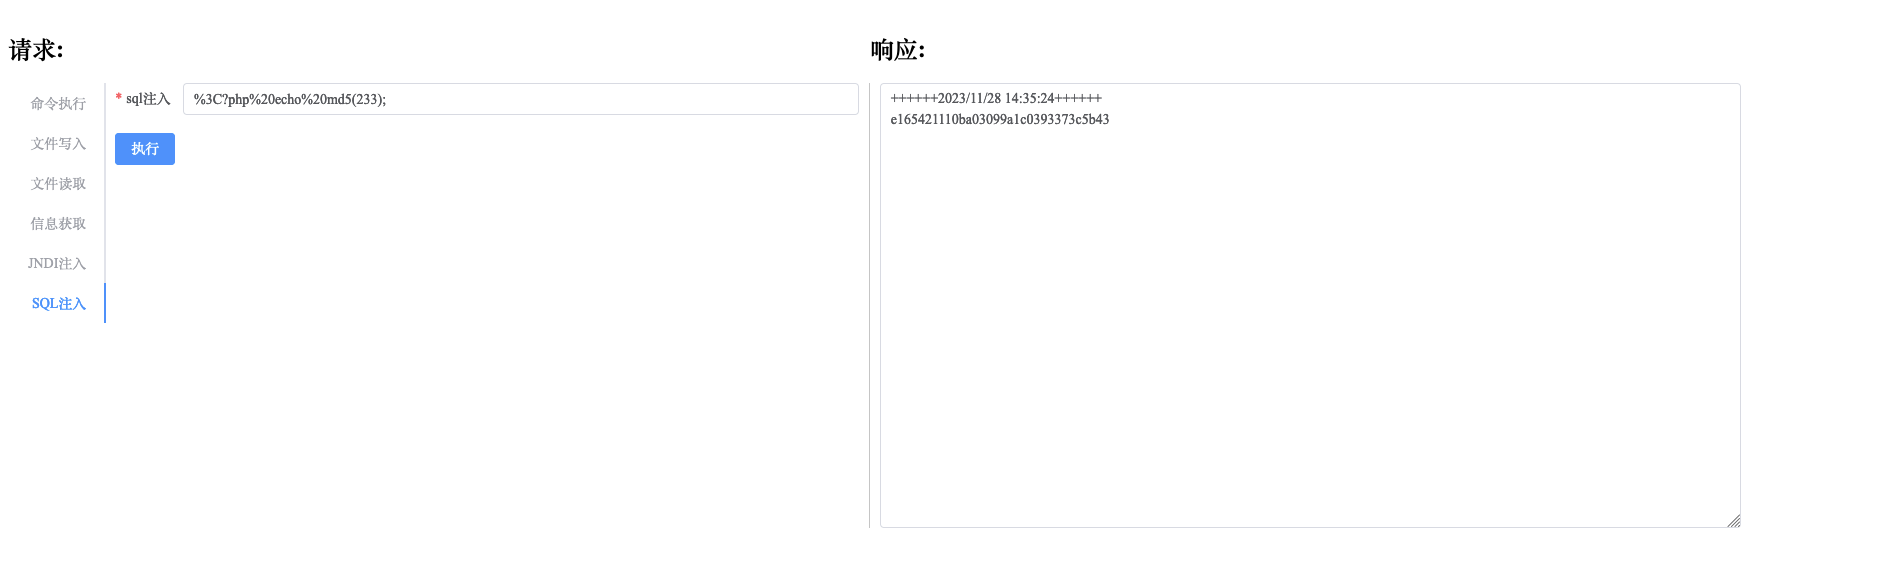 请求:
命令执行
文件写入
文件读取
信息获取
JNDI注入
SQL注入
* sql注入 %3C?php%20echo%20md5(233);
执行
响应:
++++++2023/11/28 14:35:24++++++
e165421110ba03099a1c0393373c5b43